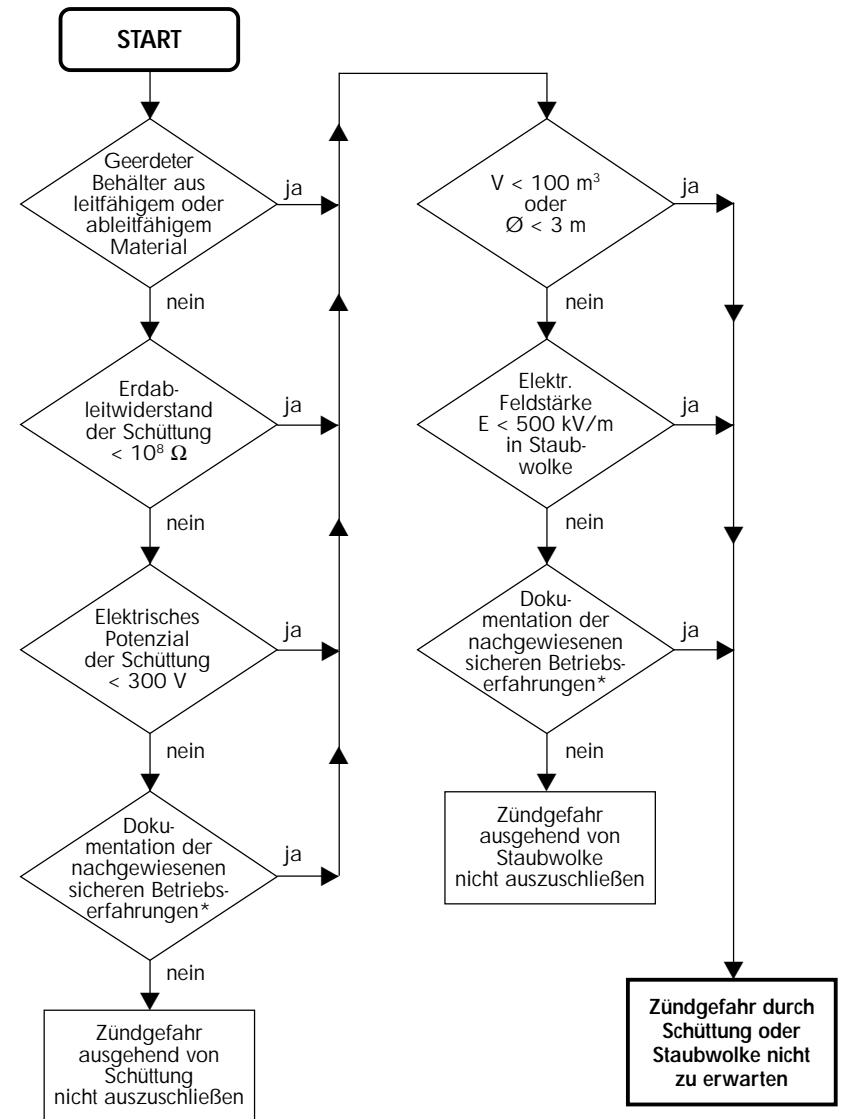 START
Geerdeter
Behälter aus
leitfähigem oder
ableitfähigem
Material
ja
nein
Erdab-
leitwiderstand
der Schüttung
< 10⁸ Ω
ja
nein
Elektrisches
Potenzial
der Schüttung
< 300 V
ja
nein
Doku-
mentation der
nachgewiesenen
sicheren Betriebs-
erfahrungen*
ja
nein
Zündgefahr
ausgehend von
Schüttung
nicht auszuschließen
V < 100 m³
oder
Ø < 3 m
ja
nein
Elektr.
Feldstärke
E < 500 kV/m
in Staub-
wolke
ja
nein
Doku-
mentation der
nachgewiesenen
sicheren Betriebs-
erfahrungen*
ja
nein
Zündgefahr
ausgehend von
Staubwolke
nicht auszuschließen
Zündgefahr durch
Schüttung oder
Staubwolke nicht
zu erwarten